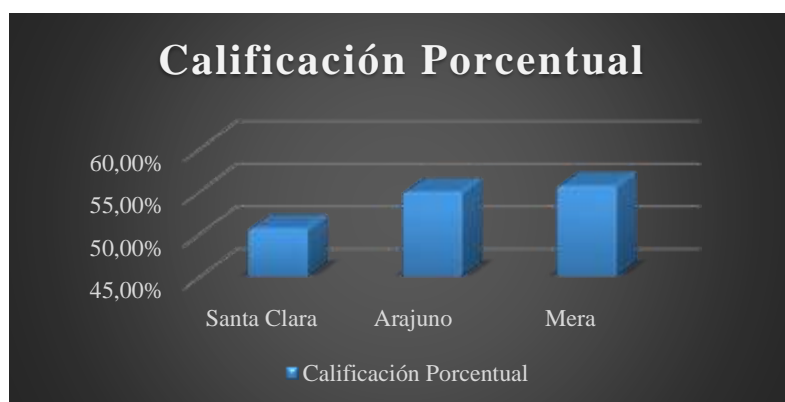 Calificación Porcentual
60,00%
55,00%
50,00%
45,00%
Santa Clara Arajuno Mera
Calificación Porcentual